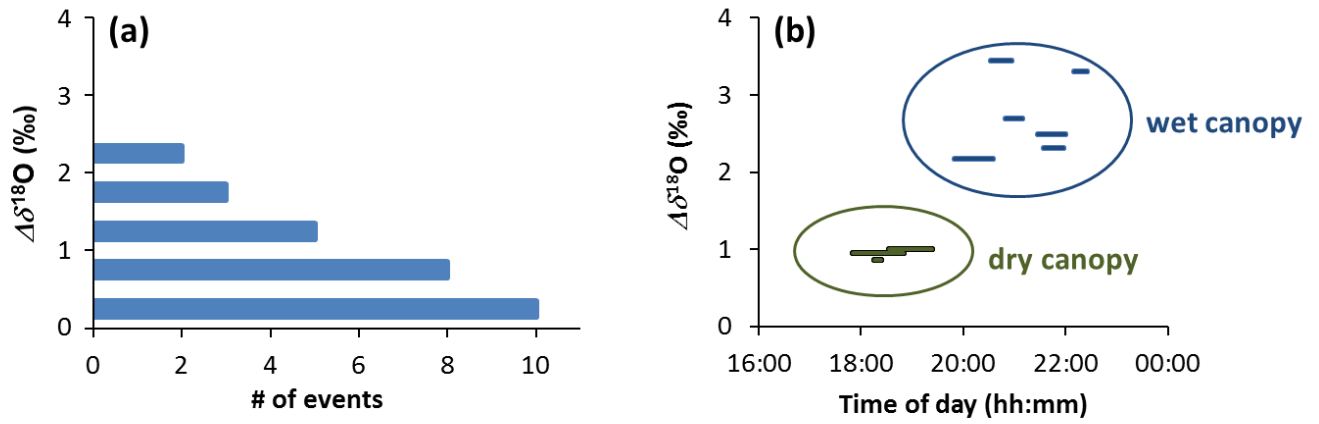 (a)
4
3
2
1
0
0 2 4 6 8 10
# of events
Δδ¹⁸O (‰)
(b)
4
3
2
1
0
16:00 18:00 20:00 22:00 00:00
Time of day (hh:mm)
Δδ¹⁸O (‰)
wet canopy
dry canopy